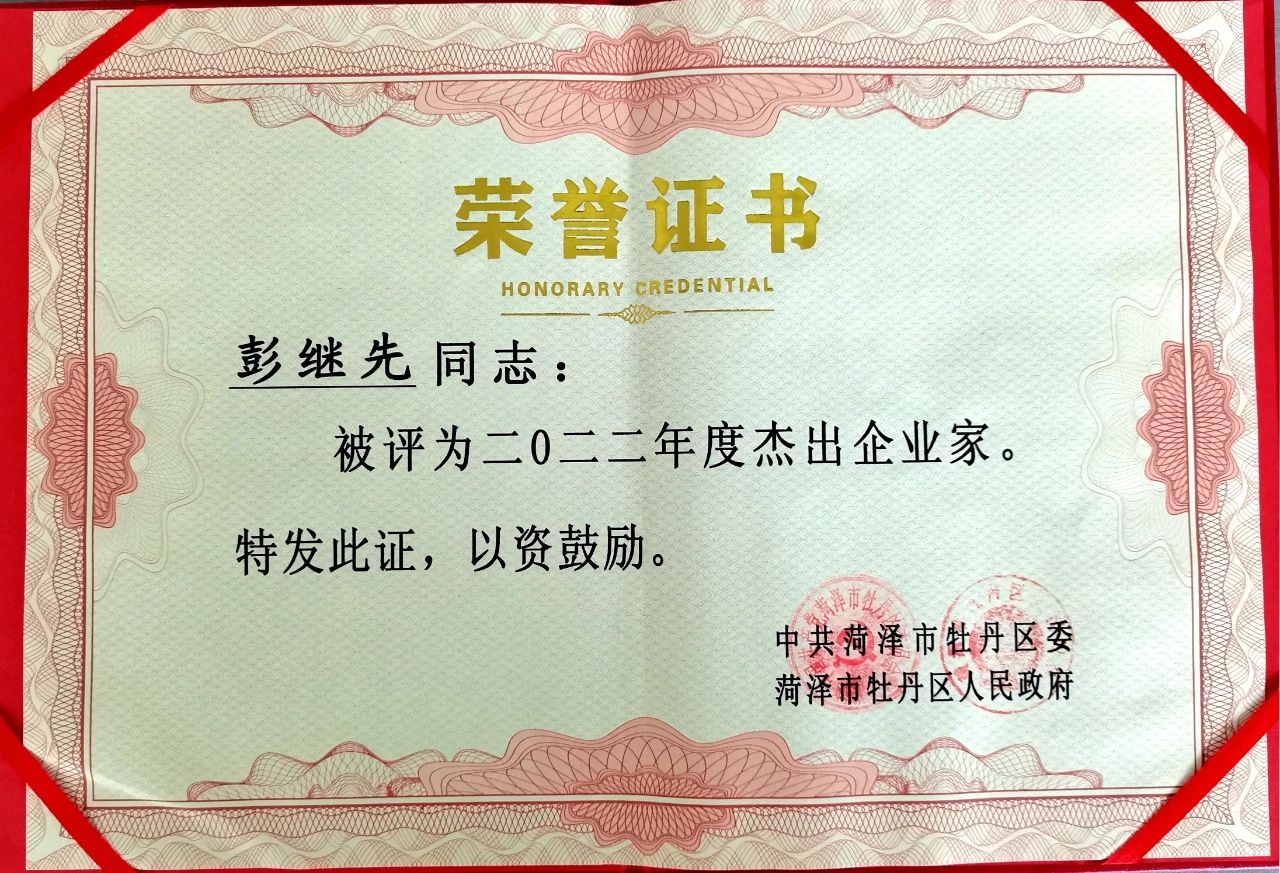 荣誉证书
HONORARY CREDENTIAL
彭继先同志：
被评为二0二二年度杰出企业家。
特发此证，以资鼓励。
中共菏泽市牡丹区委
菏泽市牡丹区人民政府